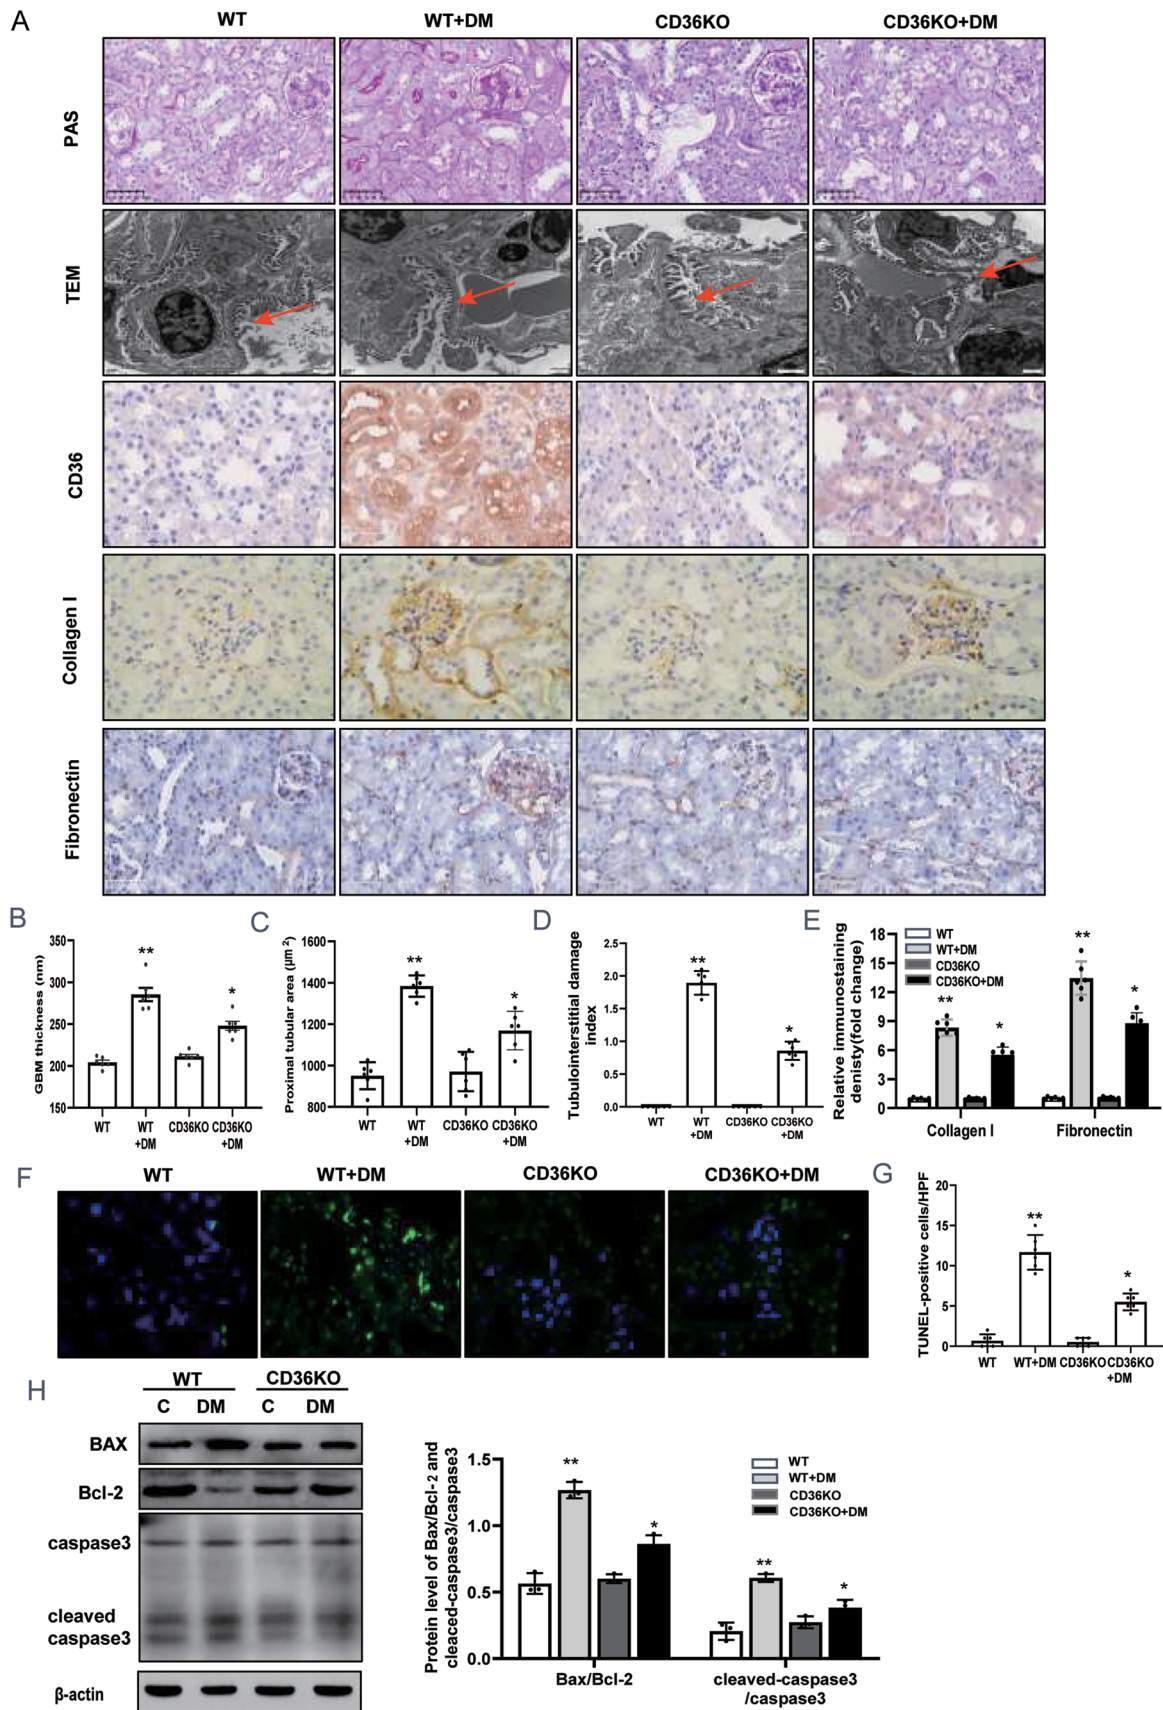 A
WT
WT+DM
CD36KO
CD36KO+DM
PAS
TEM
CD36
Collagen I
Fibronectin
B
GBM thickness (nm)
350
300
250
200
150
WT
WT
+DM
CD36KO
CD36KO
+DM
**
*
C
Proximal tubular area (µm²)
1600
1400
1200
1000
800
WT
WT
+DM
CD36KO
CD36KO
+DM
**
*
D
Tubulointerstitial damage
index
2.5
2.0
1.5
1.0
0.5
0.0
WT
WT
+DM
CD36KO
CD36KO
+DM
**
*
E
Relative immunostaining
denisty(fold change)
18
15
12
9
6
3
0
WT
WT+DM
CD36KO
CD36KO+DM
**
*
**
*
Collagen I
Fibronectin
F
WT
WT+DM
CD36KO
CD36KO+DM
G
TUNEL-positive cells/HPF
20
15
10
5
0
WT
WT+DM
CD36KO
CD36KO
+DM
**
*
H
WT
CD36KO
C
DM
C
DM
BAX
Bcl-2
caspase3
cleaved
caspase3
β-actin
Protein level of Bax/Bcl-2 and
cleaced-caspase3/caspase3
1.5
1.0
0.5
0.0
**
*
**
*
WT
WT+DM
CD36KO
CD36KO+DM
Bax/Bcl-2
cleaved-caspase3
/caspase3